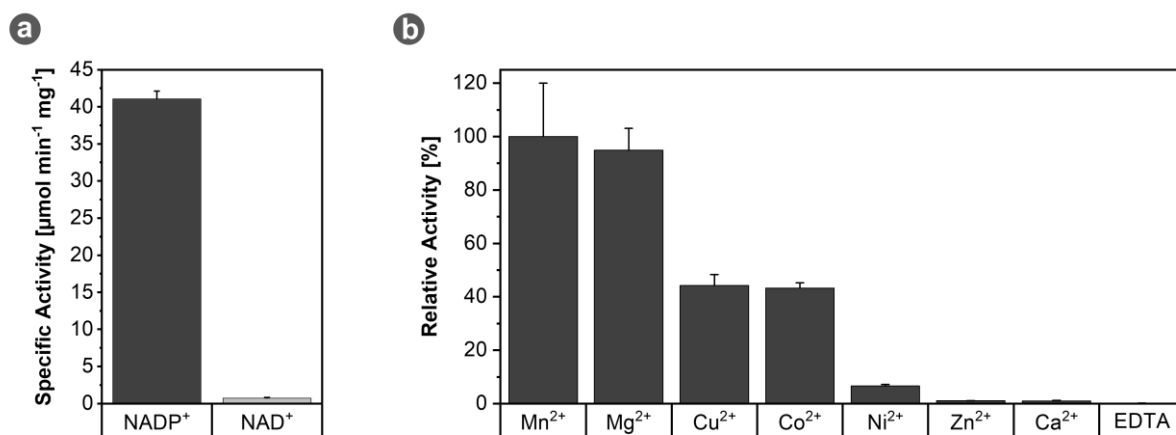 a
b
Specific Activity [µmol min⁻¹ mg⁻¹]
45
40
35
30
25
20
15
10
5
0
NADP⁺ NAD⁺
Relative Activity [%]
120
100
80
60
40
20
0
Mn²⁺ Mg²⁺ Cu²⁺ Co²⁺ Ni²⁺ Zn²⁺ Ca²⁺ EDTA